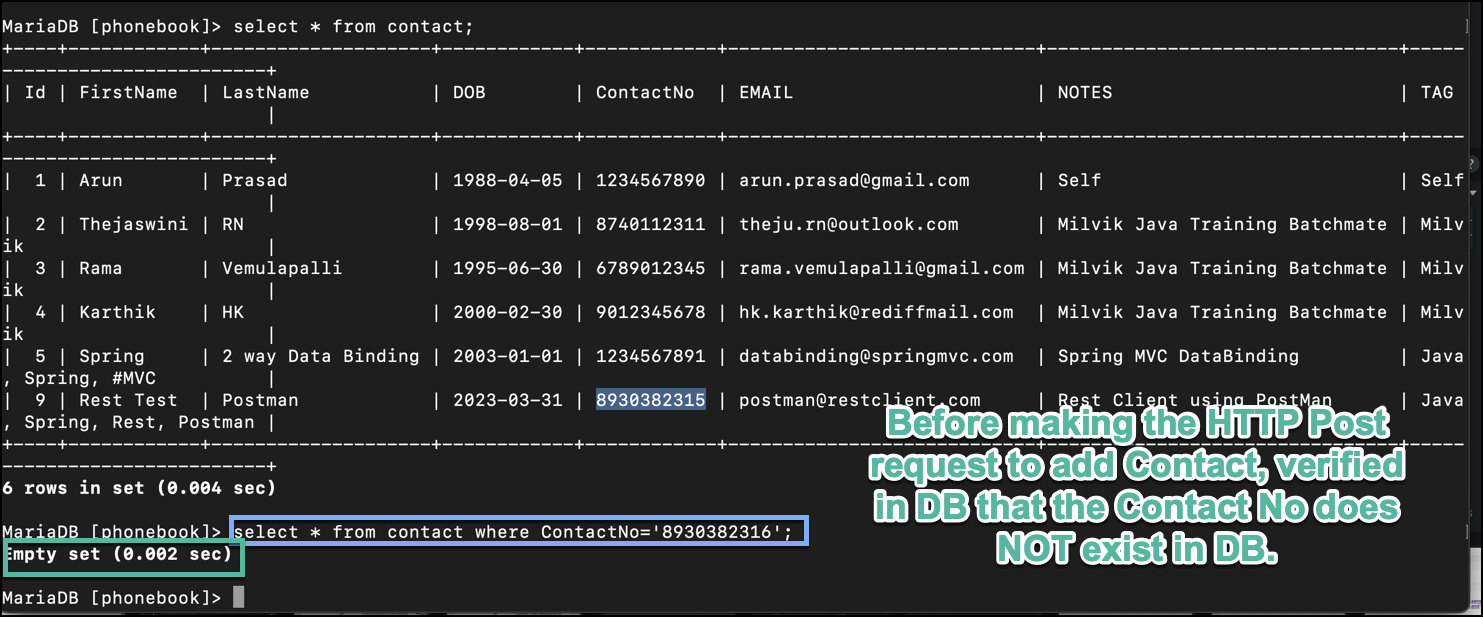 MariaDB [phonebook]> select * from contact;
+----+------------+---------------------+-------------+-------------+-----------------------------+---------------------------------+-----
-------------------------+
| Id | FirstName | LastName | DOB | ContactNo | EMAIL | NOTES | TAG
|
+----+------------+---------------------+-------------+-------------+-----------------------------+---------------------------------+-----
-------------------------+
| 1 | Arun | Prasad | 1988-04-05 | 1234567890 | arun.prasad@gmail.com | Self | Self
|
| 2 | Thejaswini | RN | 1998-08-01 | 8740112311 | theju.rn@outlook.com | Milvik Java Training Batchmate | Milv
ik |
| 3 | Rama | Vemulapalli | 1995-06-30 | 6789012345 | rama.vemulapalli@gmail.com | Milvik Java Training Batchmate | Milv
ik |
| 4 | Karthik | HK | 2000-02-30 | 9012345678 | hk.karthik@rediffmail.com | Milvik Java Training Batchmate | Milv
ik |
| 5 | Spring | 2 way Data Binding | 2003-01-01 | 1234567891 | databinding@springmvc.com | Spring MVC DataBinding | Java
, Spring, #MVC |
| 9 | Rest Test | Postman | 2023-03-31 | 8930382315 | postman@restclient.com | Rest Client using PostMan | Java
, Spring, Rest, Postman |
+----+------------+---------------------+-------------+-------------+-----------------------------+---------------------------------+-----
-------------------------+
6 rows in set (0.004 sec)
MariaDB [phonebook]> select * from contact where ContactNo='8930382316';
Empty set (0.002 sec)
MariaDB [phonebook]>
Before making the HTTP Post
request to add Contact, verified
in DB that the Contact No does
NOT exist in DB.